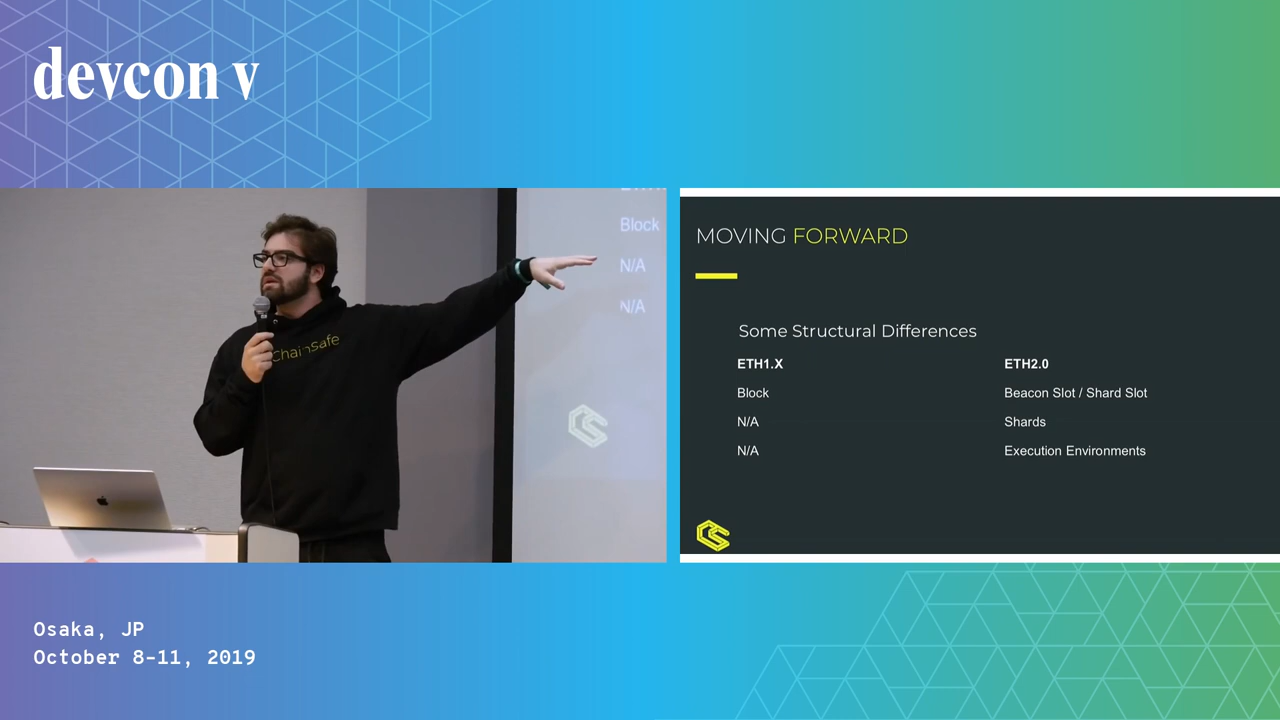 devcon v
Block
N/A
N/A
ChainSafe
MOVING FORWARD
Some Structural Differences
ETH1.X ETH2.0
Block Beacon Slot / Shard Slot
N/A Shards
N/A Execution Environments
Osaka, JP
October 8-11, 2019